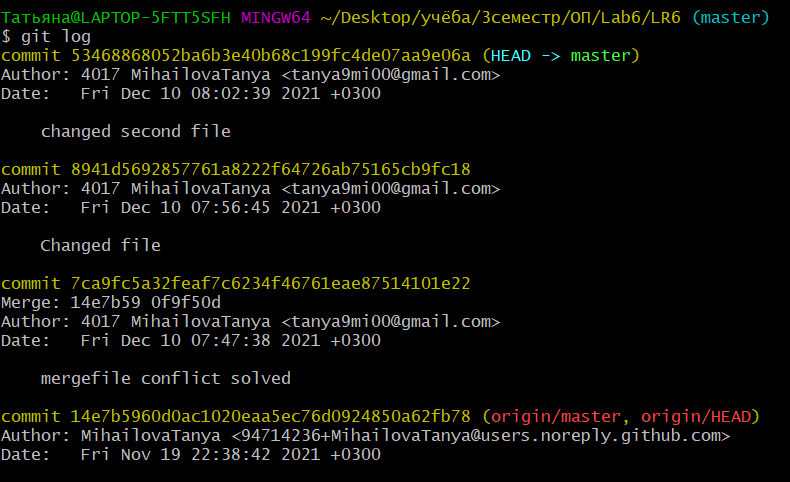 Татьяна@LAPTOP-5FTT5SFH MINGW64 ~/Desktop/учёба/3семестр/ОП/Lab6/LR6 (master)
$ git log
commit 53468868052ba6b3e40b68c199fc4de07aa9e06a (HEAD -> master)
Author: 4017 MihailovaTanya <tanya9mi00@gmail.com>
Date:   Fri Dec 10 08:02:39 2021 +0300
changed second file
commit 8941d5692857761a8222f64726ab75165cb9fc18
Author: 4017 MihailovaTanya <tanya9mi00@gmail.com>
Date:   Fri Dec 10 07:56:45 2021 +0300
Changed file
commit 7ca9fc5a32feaf7c6234f46761eae87514101e22
Merge: 14e7b59 0f9f50d
Author: 4017 MihailovaTanya <tanya9mi00@gmail.com>
Date:   Fri Dec 10 07:47:38 2021 +0300
mergefile conflict solved
commit 14e7b5960d0ac1020eaa5ec76d0924850a62fb78 (origin/master, origin/HEAD)
Author: MihailovaTanya <94714236+MihailovaTanya@users.noreply.github.com>
Date:   Fri Nov 19 22:38:42 2021 +0300